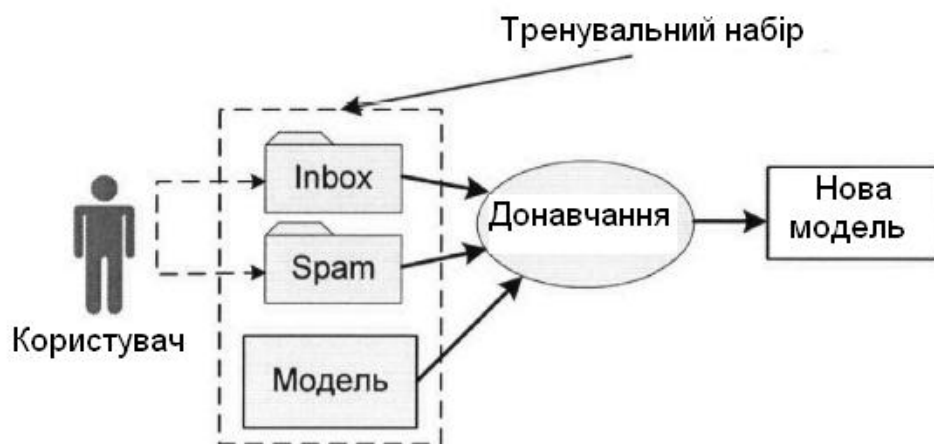 Тренувальний набір
Inbox
Spam
Модель
Користувач
Донавчання
Нова
модель